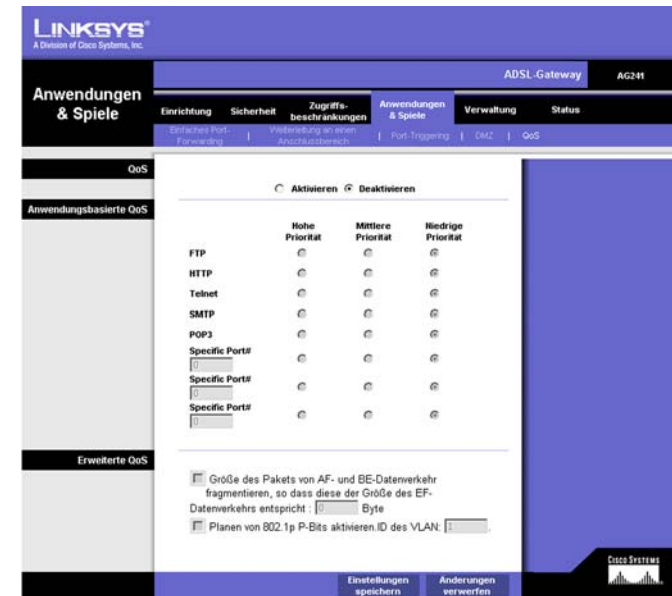 LINKSYS®
A Division of Cisco Systems, Inc.
ADSL-Gateway
AG241
Anwendungen
& Spiele
Einrichtung
Sicherheit
Zugriffs-
beschränkungen
Anwendungen
& Spiele
Verwaltung
Status
Einfaches Port-
Forwarding
|
Weiterleitung an einen
Anschlussbereich
| Port-Triggering | DMZ | QoS
QoS
Aktivieren Deaktivieren
Anwendungsbasierte QoS
Hohe
Priorität
Mittlere
Priorität
Niedrige
Priorität
FTP
HTTP
Telnet
SMTP
POP3
Specific Port#
0
Specific Port#
0
Specific Port#
0
Erweiterte QoS
Größe des Pakets von AF- und BE-Datenverkehr
fragmentieren, so dass diese der Größe des EF-
Datenverkehrs entspricht : 0 Byte
Planen von 802.1p P-Bits aktivieren.ID des VLAN: 1 .
Einstellungen
speichern
Änderungen
verwerfen
CISCO SYSTEMS